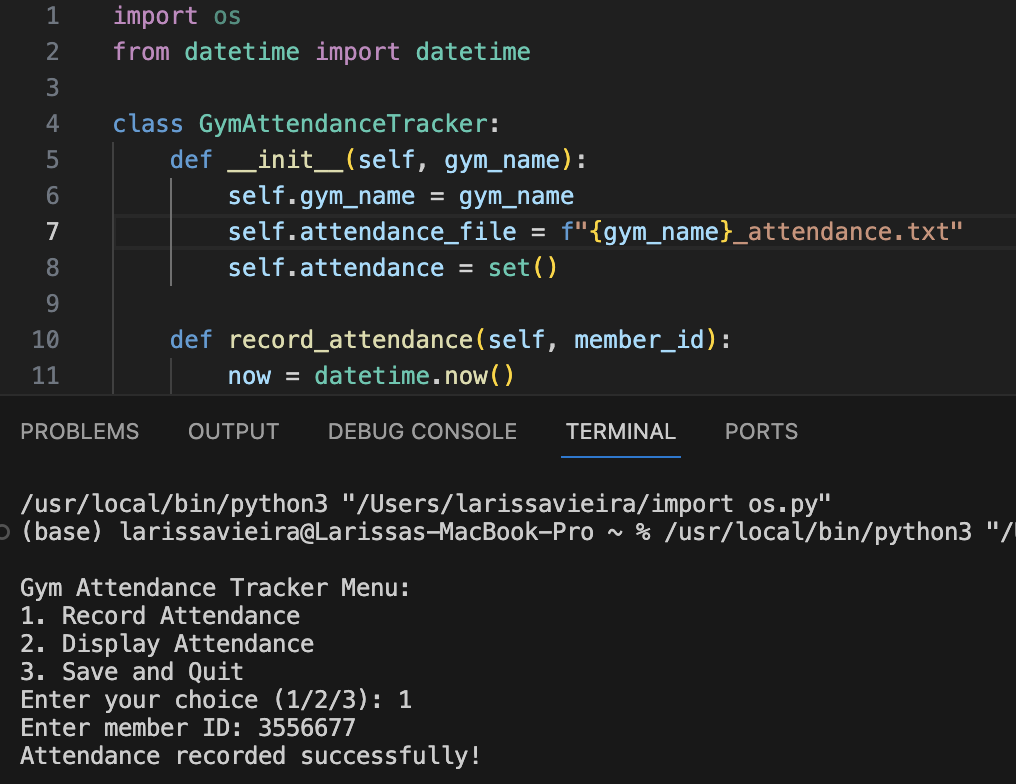 1 import os
2 from datetime import datetime
3
4 class GymAttendanceTracker:
5 def __init__(self, gym_name):
6 self.gym_name = gym_name
7 self.attendance_file = f"{gym_name}_attendance.txt"
8 self.attendance = set()
9
10 def record_attendance(self, member_id):
11 now = datetime.now()
PROBLEMS OUTPUT DEBUG CONSOLE TERMINAL PORTS
/usr/local/bin/python3 "/Users/larissavieira/import os.py"
(base) larissavieira@Larissas-MacBook-Pro ~ % /usr/local/bin/python3 "/
Gym Attendance Tracker Menu:
1. Record Attendance
2. Display Attendance
3. Save and Quit
Enter your choice (1/2/3): 1
Enter member ID: 3556677
Attendance recorded successfully!